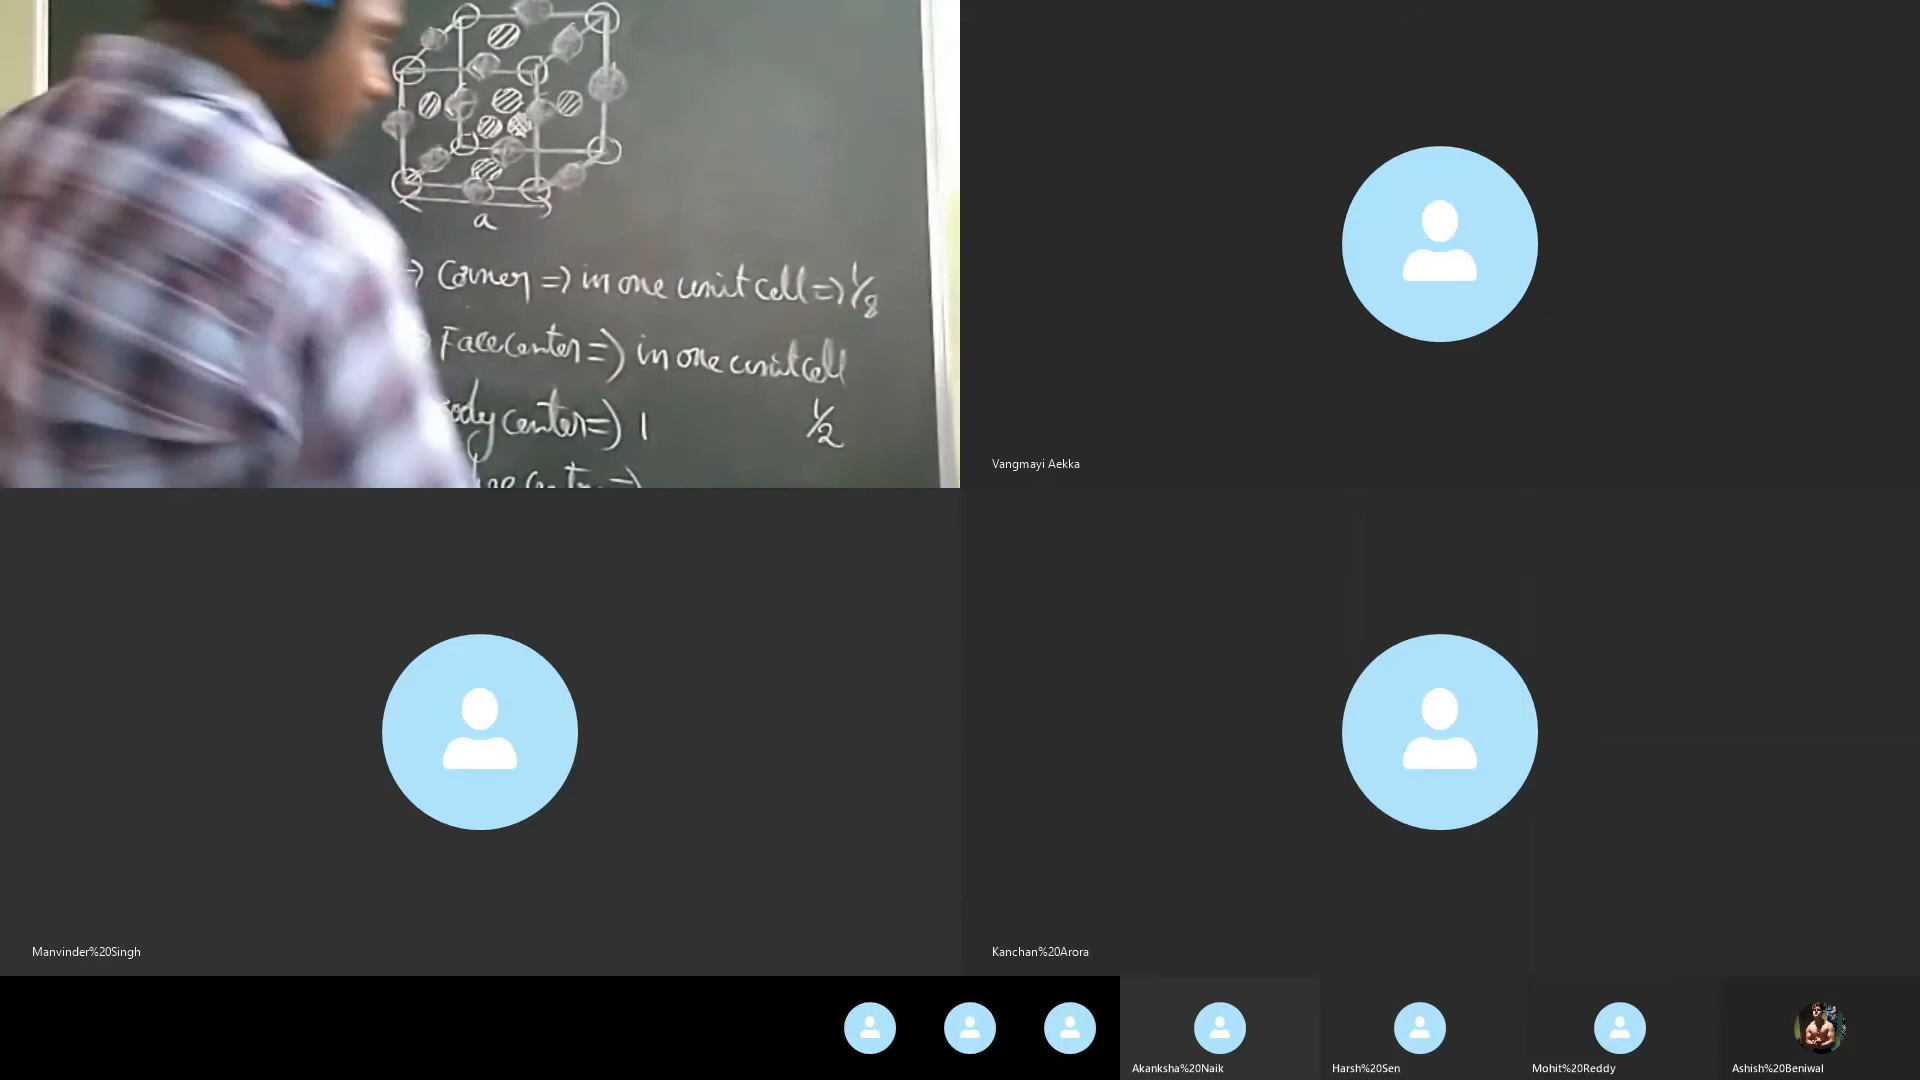 a
=> Corner => in one unit cell => 1/8
Face center => in one unit cell
body center => 1 1/2
Vangmayi Aekka
Manvinder%20Singh
Kanchan%20Arora
Akanksha%20Naik
Harsh%20Sen
Mohit%20Reddy
Ashish%20Beniwal